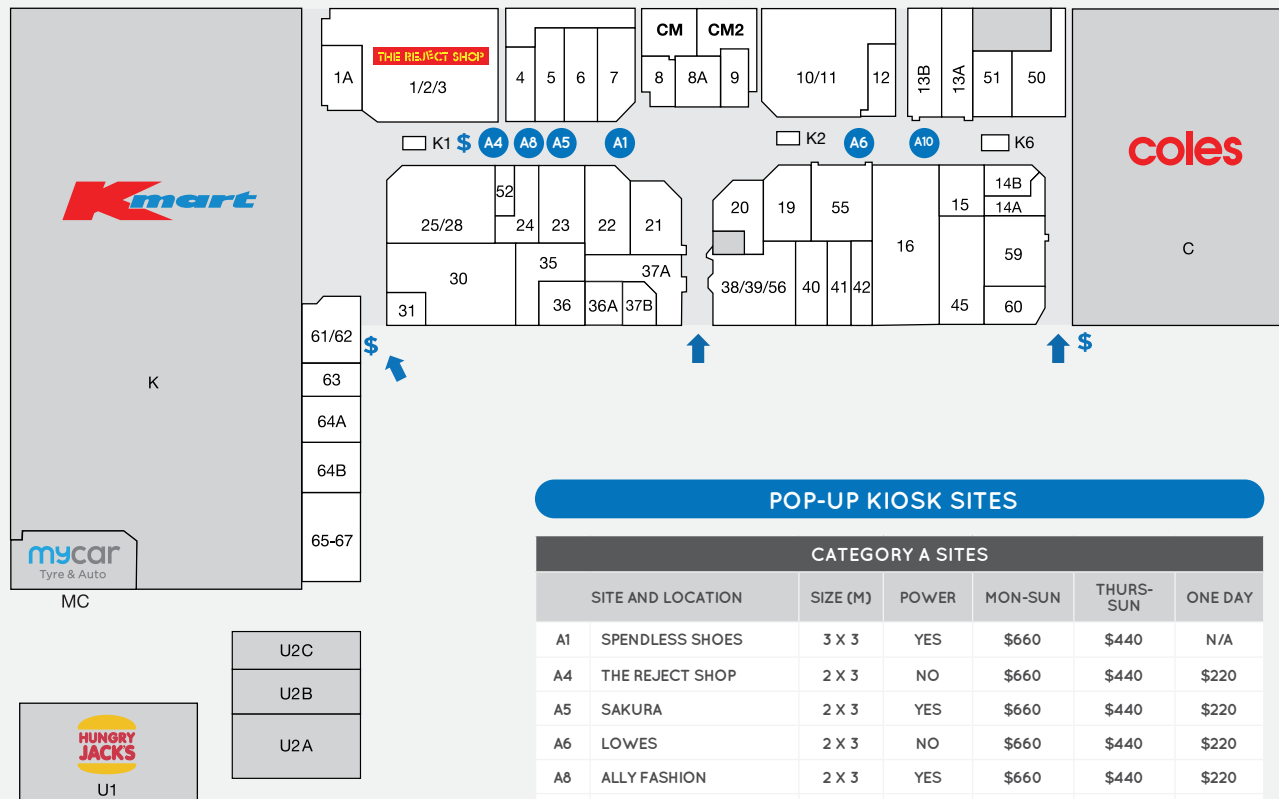 CM CM2
THE REJECT SHOP
1A 1/2/3 4 5 6 7 8 8A 9 10/11 12 13B 13A 51 50
K1 $ A4 A8 A5 A1 K2 A6 A10 K6
coles
C
Kmart
K
52 25/28 24 23 22 21
20 19 55 16 15 14B 14A
30 35 37A
31 36 36A 37B
38/39/56 40 41 42 45 59 60
61/62 $
$
63
64A
64B
65-67
mycar
Tyre & Auto
MC
U2C
U2B
U2A
HUNGRY
JACK'S
U1
POP-UP KIOSK SITES
CATEGORY A SITES
SITE AND LOCATION SIZE (M) POWER MON-SUN THURS-
SUN ONE DAY
A1 SPENDLESS SHOES 3 X 3 YES $660 $440 N/A
A4 THE REJECT SHOP 2 X 3 NO $660 $440 $220
A5 SAKURA 2 X 3 YES $660 $440 $220
A6 LOWES 2 X 3 NO $660 $440 $220
A8 ALLY FASHION 2 X 3 YES $660 $440 $220